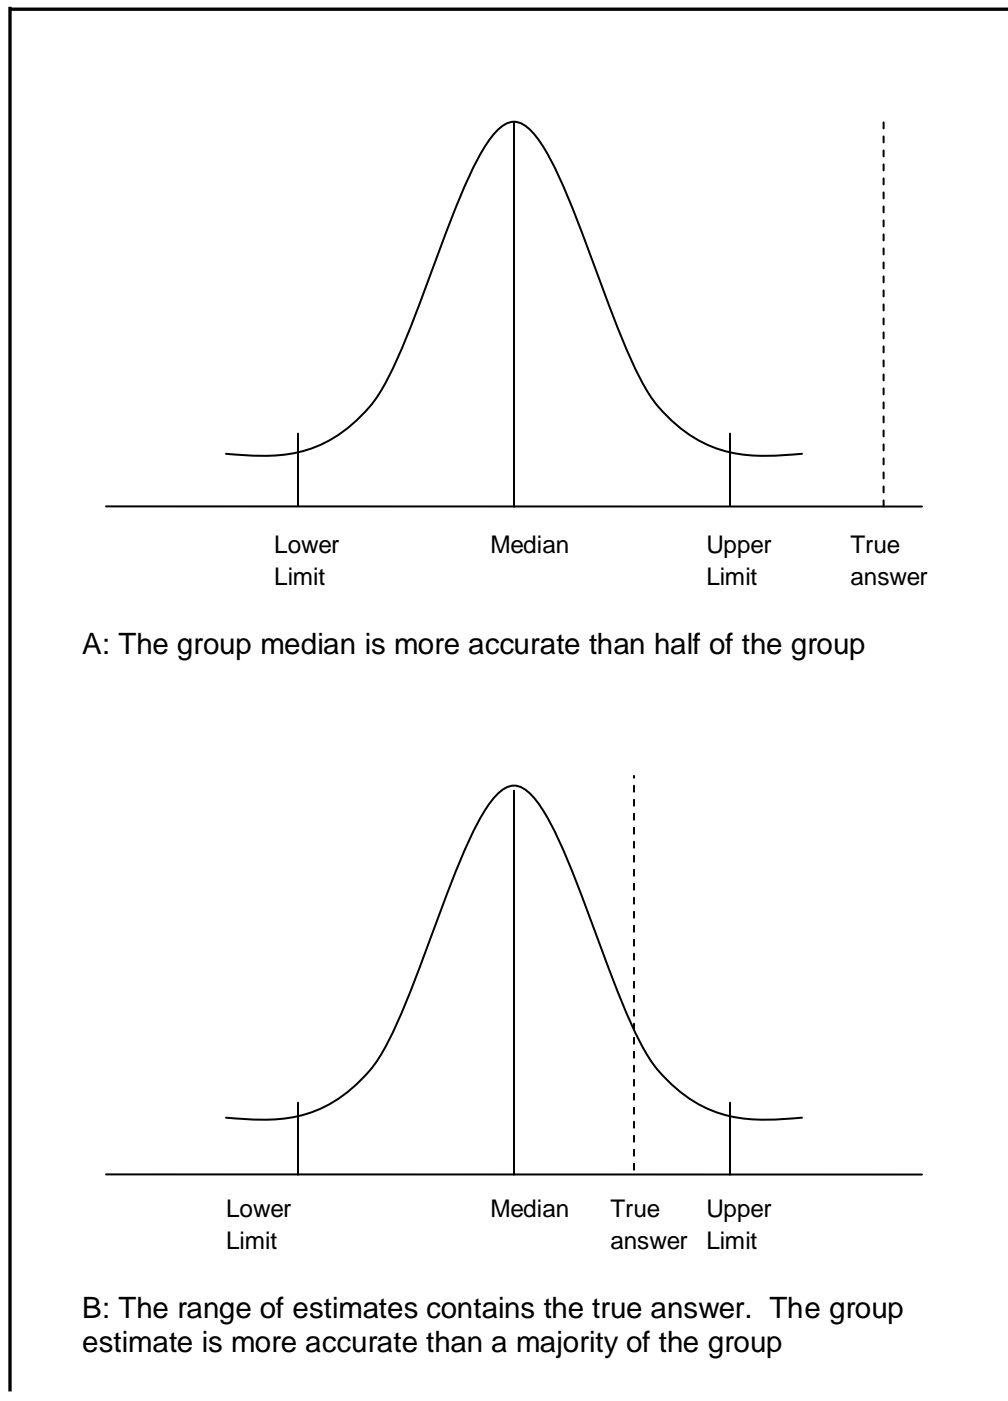 Lower Median Upper True
Limit Limit answer
A: The group median is more accurate than half of the group
Lower Median True Upper
Limit answer Limit
B: The range of estimates contains the true answer. The group
estimate is more accurate than a majority of the group